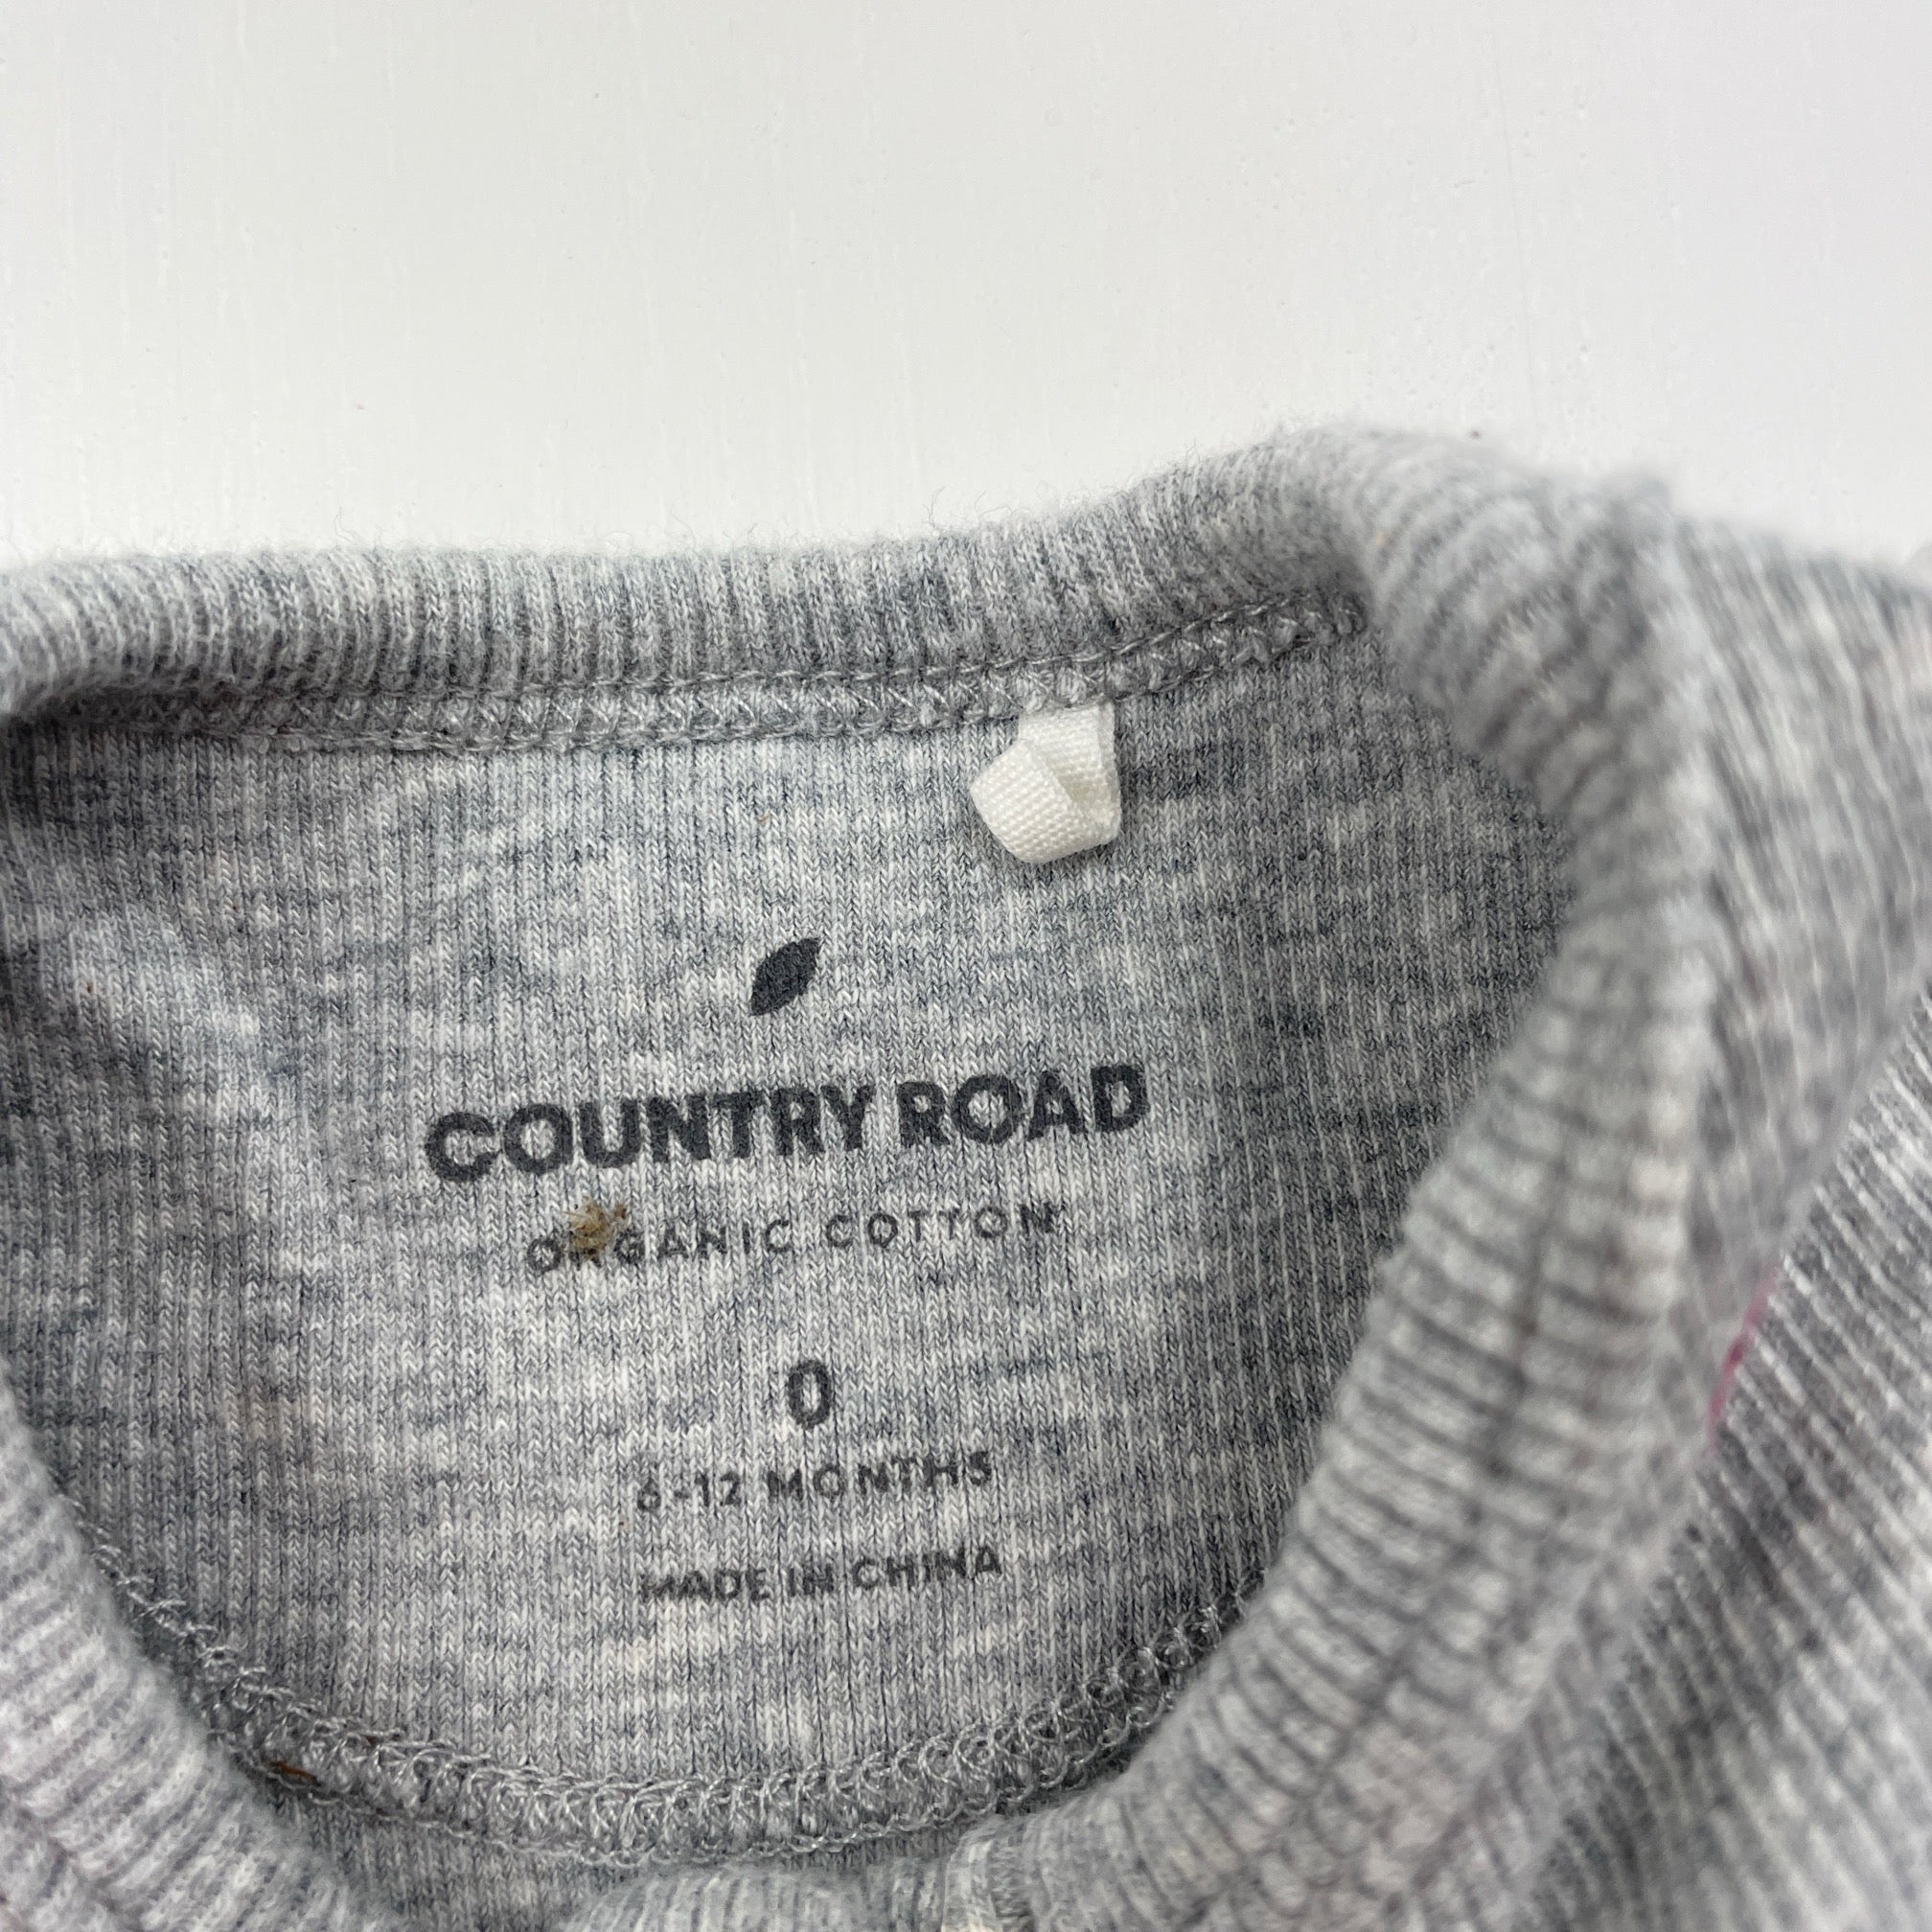 COUNTRY ROAD
ORGANIC COTTON
0
6-12 MONTHS
MADE IN CHINA